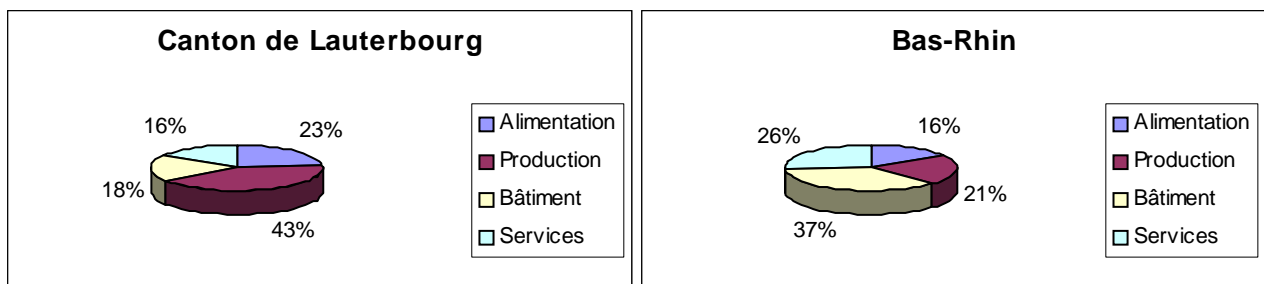 Canton de Lauterbourg
16%
23%
18%
43%
Alimentation
Production
Bâtiment
Services
Bas-Rhin
26%
16%
21%
37%
Alimentation
Production
Bâtiment
Services